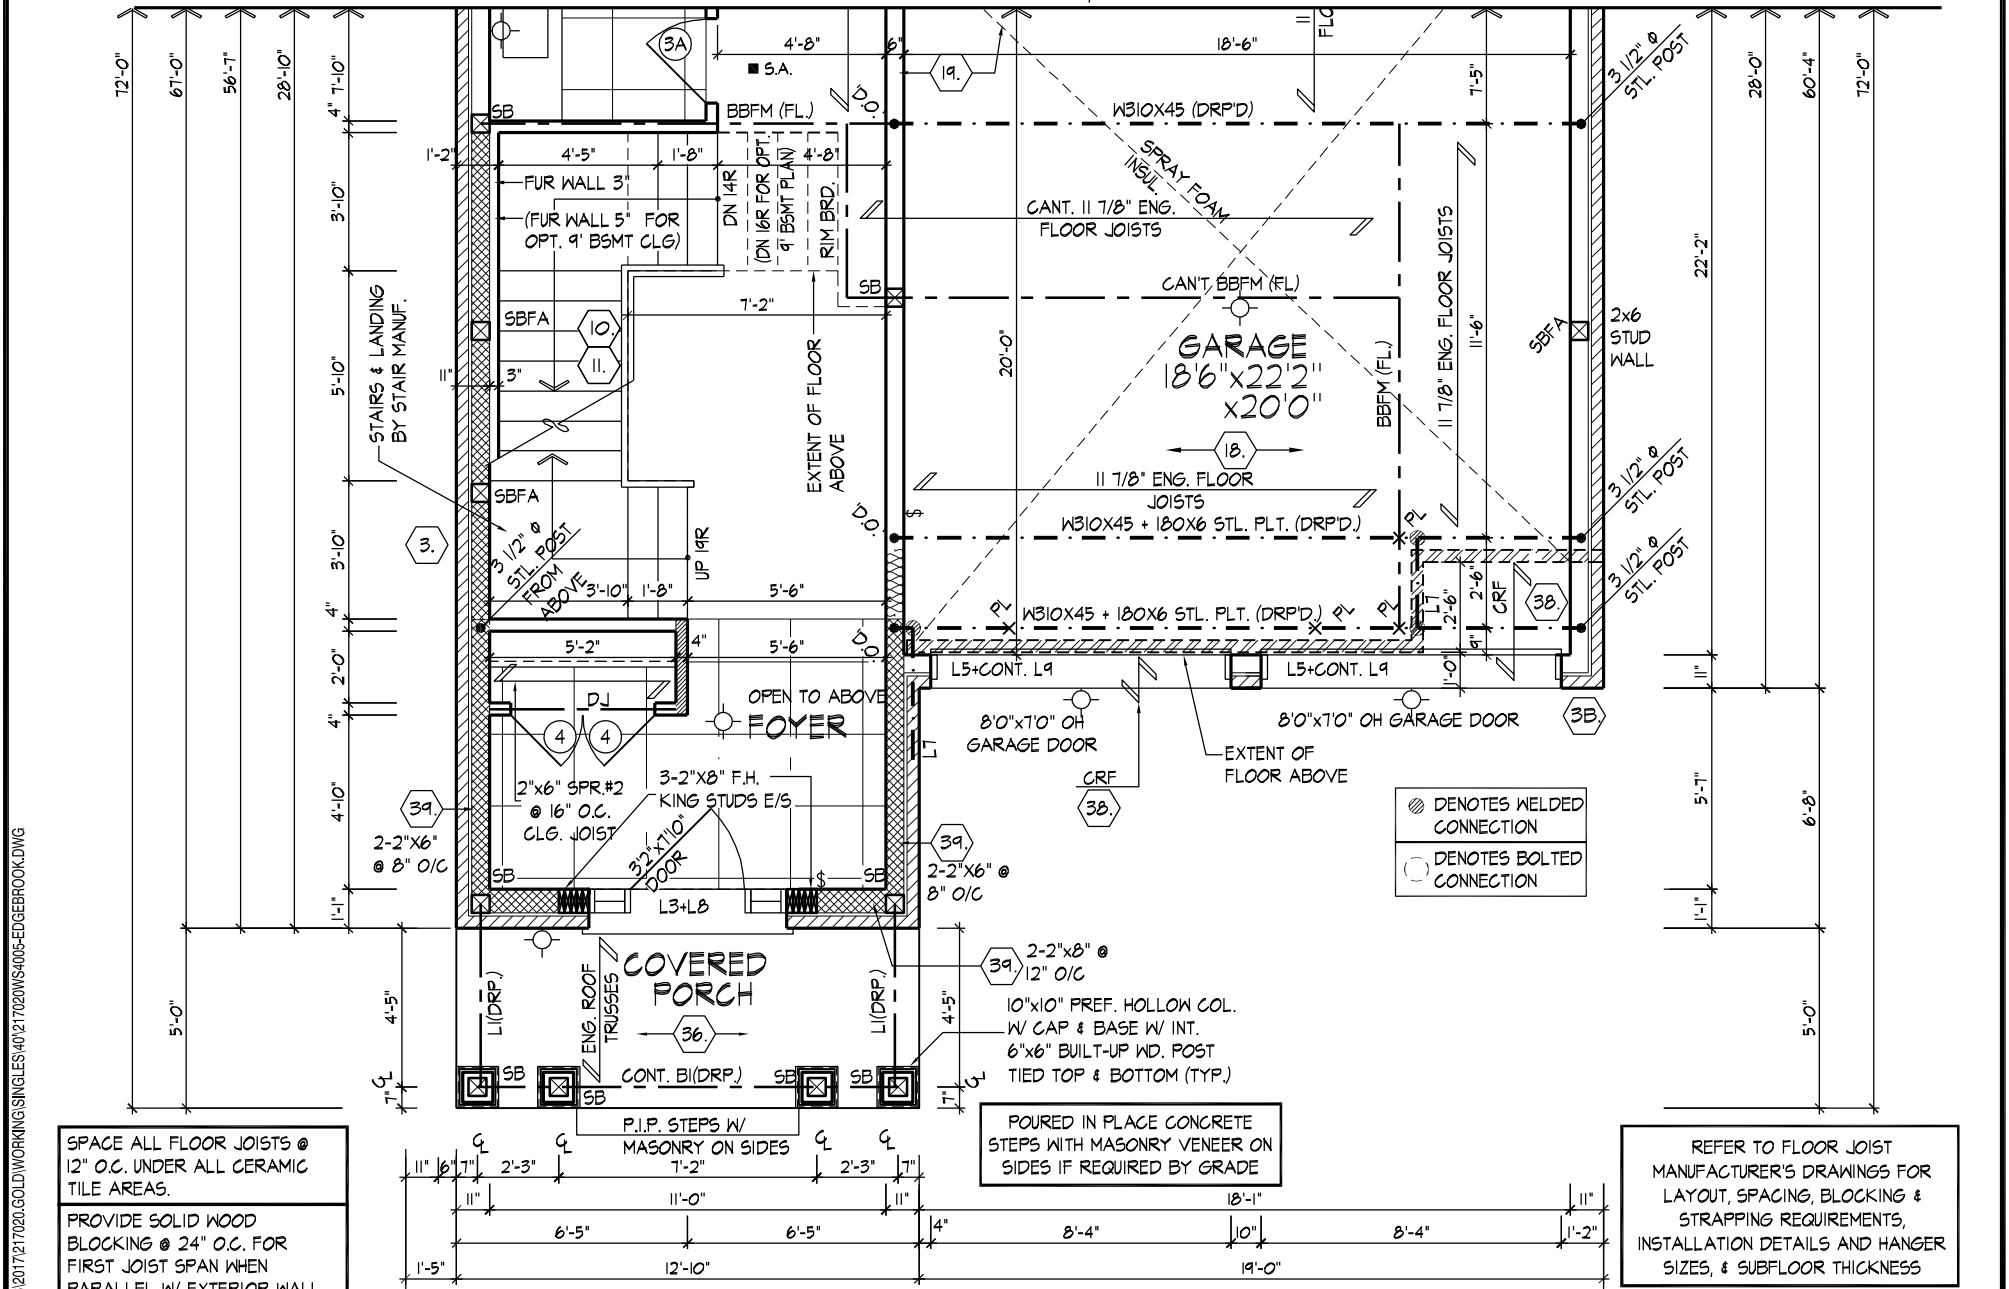 72'-0"
67'-0"
56'-7"
28'-10"
7'-10"
4"
3'-10"
5'-10"
3'-10"
4"
2'-0"
4"
4'-10"
1'-1"
5'-0"
3A
S.A.
4'-8"
6"
18'-6"
19.
7'-5"
3 1/2" Ø
STL. POST
28'-0"
60'-4"
72'-0"
SB
BBFM (FL.)
D.O.
W310X45 (DRP'D)
1'-2"
4'-5"
1'-8"
4'-8"
FUR WALL 3"
(FUR WALL 5" FOR
OPT. 9' BSMT CLG)
DN 14R
(DN 16R FOR OPT.
9' BSMT PLAN)
RIM BRD.
SPRAY FOAM
INSUL.
CANT. 11 7/8" ENG.
FLOOR JOISTS
11 7/8" ENG. FLOOR JOISTS
22'-2"
SB
CAN'T BBFM (FL)
7'-2"
STAIRS & LANDING
BY STAIR MANUF.
SBFA
10.
11.
EXTENT OF FLOOR
ABOVE
20'-0"
GARAGE
18'6"x22'2"
x20'0"
BBFM (FL.)
11'-6"
SBFA
2x6
STUD
WALL
11"
3"
18.
11 7/8" ENG. FLOOR
JOISTS
SBFA
3.
3 1/2" Ø
STL. POST
FROM
ABOVE
UP 19R
D.O.
$
W310X45 + 180X6 STL. PLT. (DRP'D.)
PL
3 1/2" Ø
STL. POST
3'-10"
1'-8"
5'-6"
PL
W310X45 + 180X6 STL. PLT. (DRP'D.)
PL
PL
L7
2'-6"
2'-6"
CRF
38.
3 1/2" Ø
STL. POST
5'-2"
4"
5'-6"
D.O.
9"
1'-0"
L5+CONT. L9
L5+CONT. L9
11"
DJ
4
4
OPEN TO ABOVE
FOYER
8'0"x7'0" OH
GARAGE DOOR
8'0"x7'0" OH GARAGE DOOR
3B.
L7
EXTENT OF
FLOOR ABOVE
CRF
38.
2"x6" SPR.#2
@ 16" O.C.
CLG. JOIST
3-2"X8" F.H.
KING STUDS E/S
3'2"x7'10"
DOOR
39.
2-2"X6"
@ 8" O/C
39.
2-2"X6" @
8" O/C
DENOTES WELDED
CONNECTION
DENOTES BOLTED
CONNECTION
5'-7"
6'-8"
1'-1"
5'-0"
SB
SB
$
L3+L8
COVERED
PORCH
36.
ENG. ROOF
TRUSSES
L1(DRP.)
L1(DRP.)
4'-5"
4'-5"
39.
2-2"x8" @
12" O/C
10"x10" PREF. HOLLOW COL.
W/ CAP & BASE W/ INT.
6"x6" BUILT-UP WD. POST
TIED TOP & BOTTOM (TYP.)
SB
SB
CONT. B1(DRP.)
SB
SB
7"
7"
P.I.P. STEPS W/
MASONRY ON SIDES
POURED IN PLACE CONCRETE
STEPS WITH MASONRY VENEER ON
SIDES IF REQUIRED BY GRADE
SPACE ALL FLOOR JOISTS @
12" O.C. UNDER ALL CERAMIC
TILE AREAS.
PROVIDE SOLID WOOD
BLOCKING @ 24" O.C. FOR
FIRST JOIST SPAN WHEN
PARALLEL W/ EXTERIOR WALL
REFER TO FLOOR JOIST
MANUFACTURER'S DRAWINGS FOR
LAYOUT, SPACING, BLOCKING &
STRAPPING REQUIREMENTS,
INSTALLATION DETAILS AND HANGER
SIZES, & SUBFLOOR THICKNESS
11"
6"
7"
2'-3"
7'-2"
2'-3"
7"
11"
11'-0"
11"
18'-1"
11"
6'-5"
6'-5"
4"
8'-4"
10"
8'-4"
1'-2"
1'-5"
12'-10"
19'-0"
\2017\217020.GOLD\WORKING\SINGLES\40\217020WS4005-EDGEBROOK.DWG